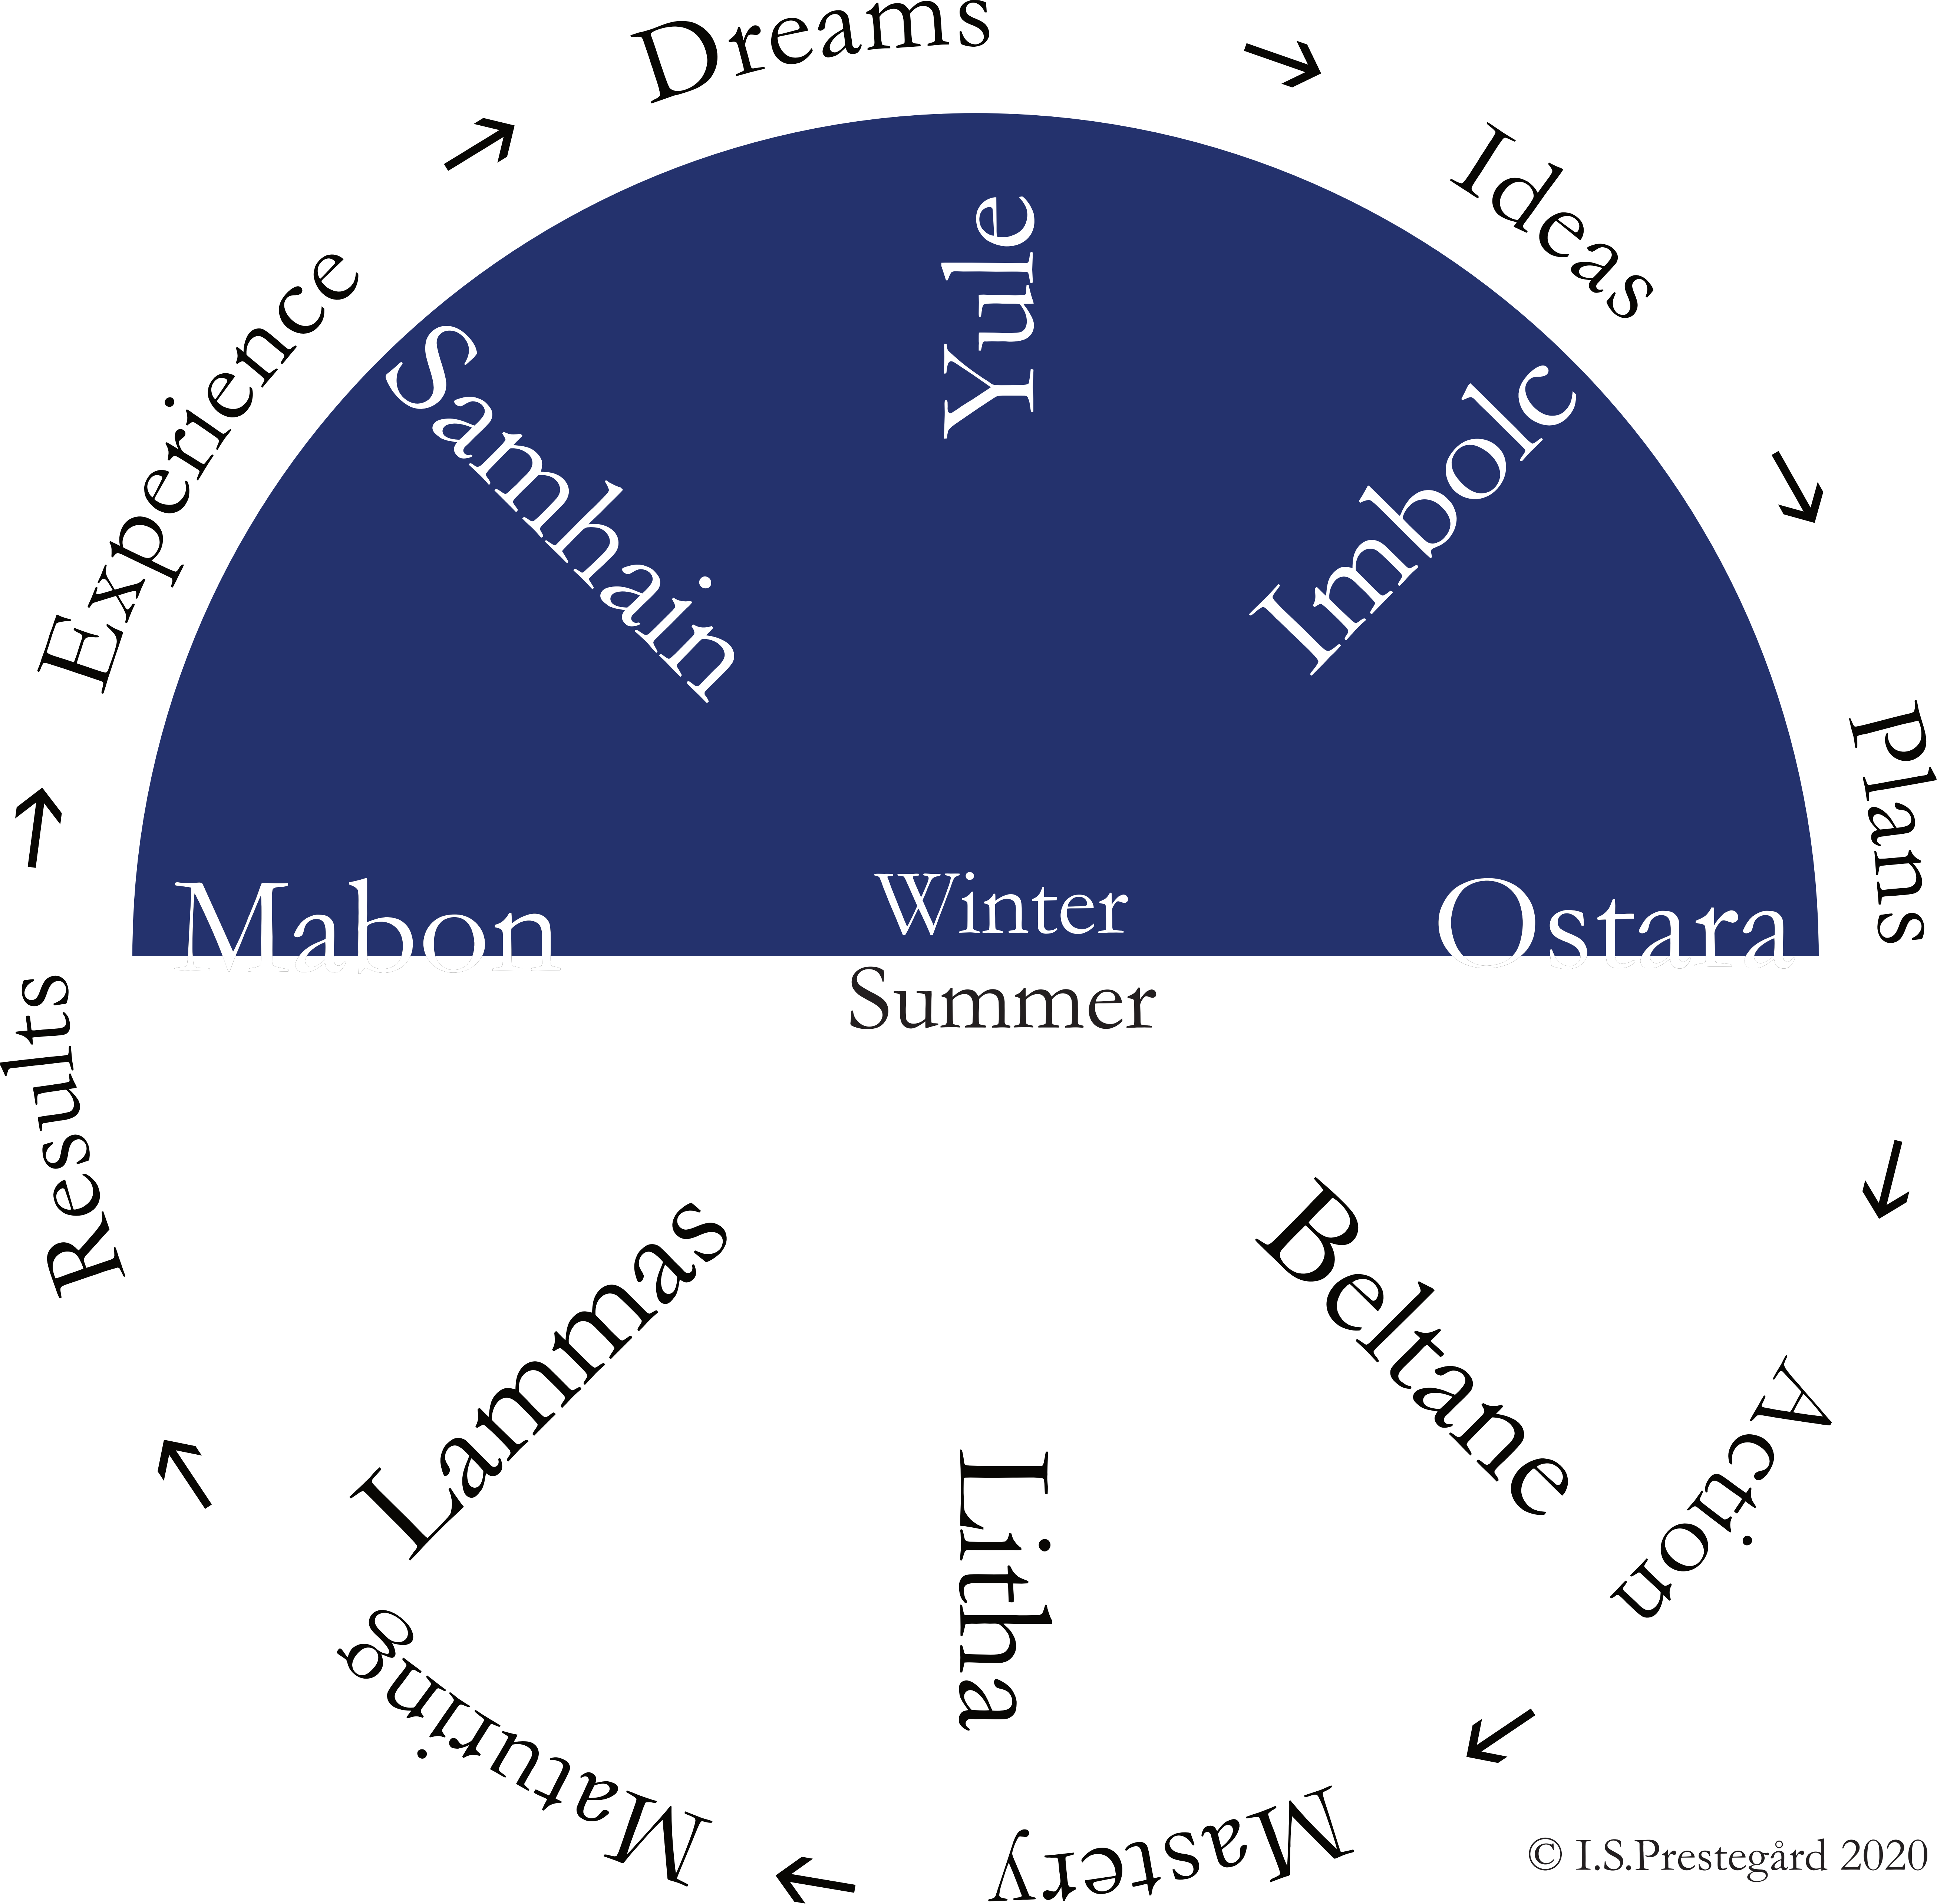 Dreams
Ideas
Plans
Action
Mastery
Maturing
Results
Experience
Yule
Imbolc
Ostara
Beltane
Litha
Lammas
Mabon
Samhain
Winter
Summer
© I.S.Prestegård 2020